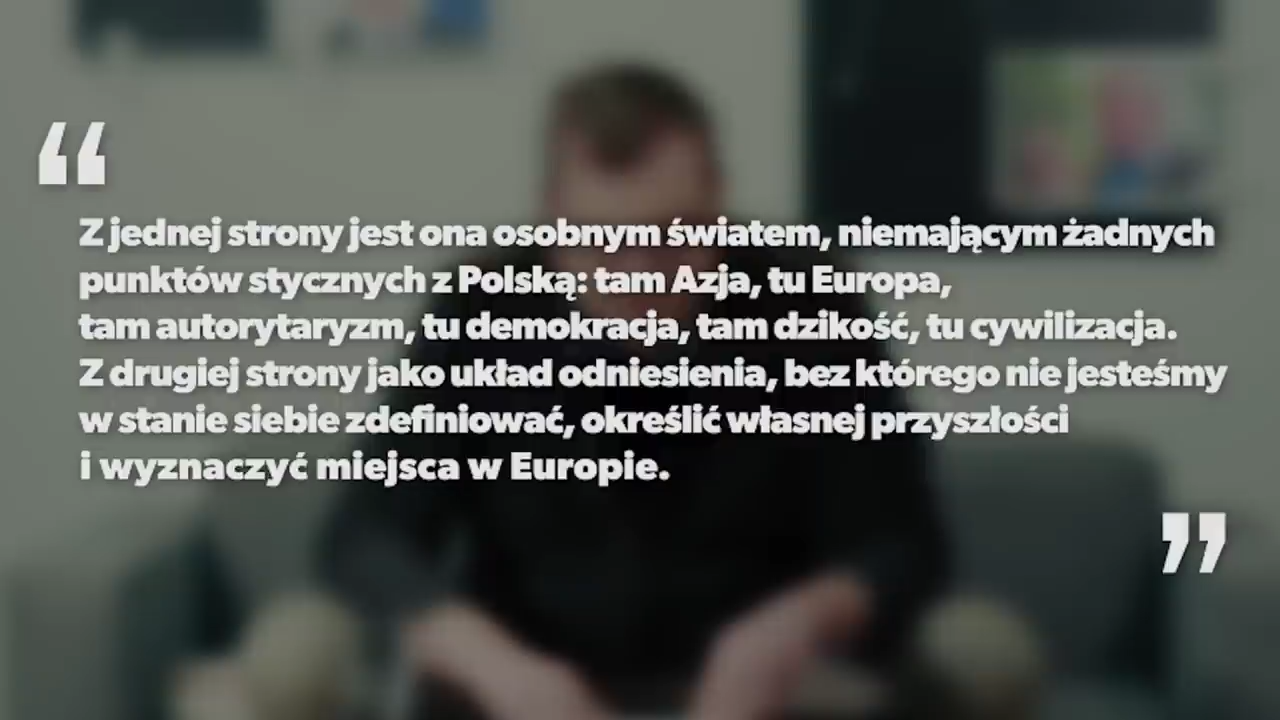 “
Z jednej strony jest ona osobnym światem, niemającym żadnych
punktów stycznych z Polską: tam Azja, tu Europa,
tam autorytaryzm, tu demokracja, tam dzikość, tu cywilizacja.
Z drugiej strony jako układ odniesienia, bez którego nie jesteśmy
w stanie siebie zdefiniować, określić własnej przyszłości
i wyznaczyć miejsca w Europie.
”